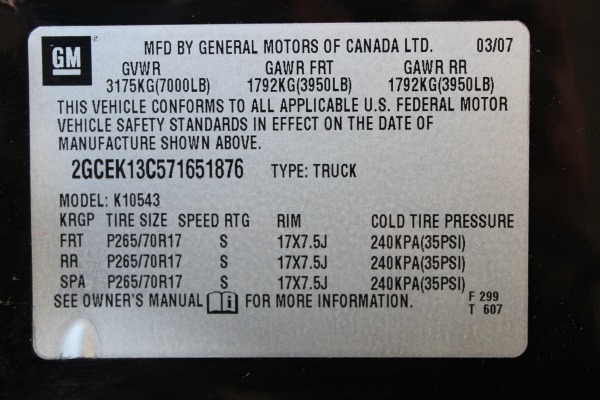 GM MFD BY GENERAL MOTORS OF CANADA LTD. 03/07
GVWR GAWR FRT GAWR RR
3175KG(7000LB) 1792KG(3950LB) 1792KG(3950LB)
THIS VEHICLE CONFORMS TO ALL APPLICABLE U.S. FEDERAL MOTOR
VEHICLE SAFETY STANDARDS IN EFFECT ON THE DATE OF
MANUFACTURE SHOWN ABOVE.
2GCEK13C571651876 TYPE: TRUCK
MODEL: K10543
KRGP TIRE SIZE SPEED RTG RIM COLD TIRE PRESSURE
FRT P265/70R17 S 17X7.5J 240KPA(35PSI)
RR P265/70R17 S 17X7.5J 240KPA(35PSI)
SPA P265/70R17 S 17X7.5J 240KPA(35PSI)
SEE OWNER'S MANUAL i FOR MORE INFORMATION. F 299
T 607